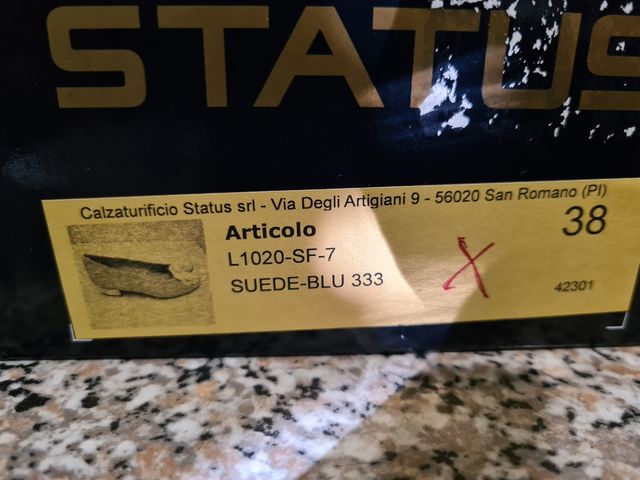 STATUS
Calzaturificio Status srl - Via Degli Artigiani 9 - 56020 San Romano (PI)
Articolo
38
L1020-SF-7
SUEDE-BLU 333
X
42301